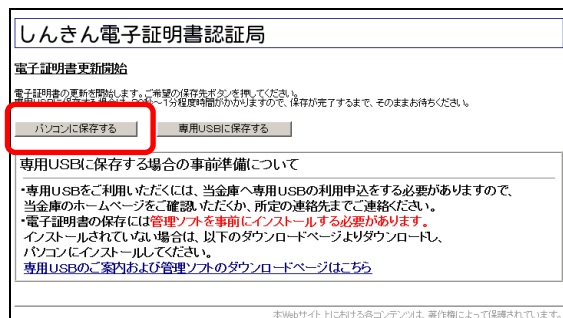 しんきん電子証明書認証局
電子証明書更新開始
電子証明書の更新を開始します。ご希望の保存先ボタンを押してください。
専用USBに保存する場合は、30秒~1分程度時間がかかりますので、保存が完了するまで、そのままお待ちください。
パソコンに保存する　専用USBに保存する
専用USBに保存する場合の事前準備について
・専用USBをご利用いただくには、当金庫へ専用USBの利用申込をする必要がありますので、
当金庫のホームページをご確認いただくか、所定の連絡先までご連絡ください。
・電子証明書の保存には管理ソフトを事前にインストールする必要があります。
インストールされていない場合は、以下のダウンロードページよりダウンロードし、
パソコンにインストールしてください。
専用USBのご案内および管理ソフトのダウンロードページはこちら
本Webサイト上における各コンテンツは、著作権によって保護されています。